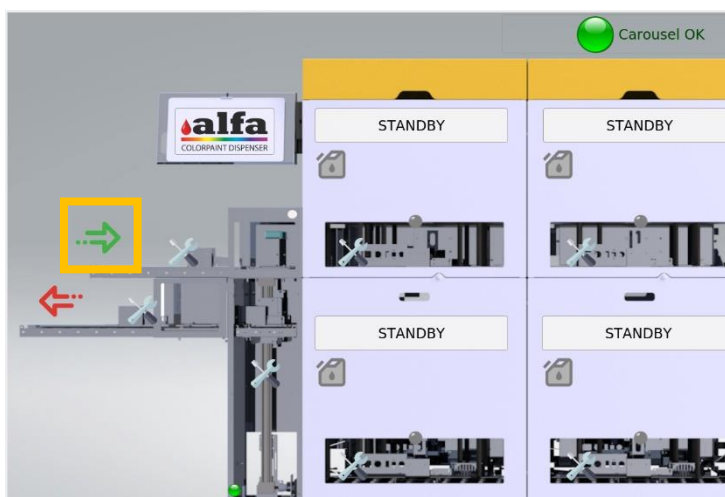 Carousel OK
alfa
COLORPAINT DISPENSER
STANDBY
STANDBY
STANDBY
STANDBY